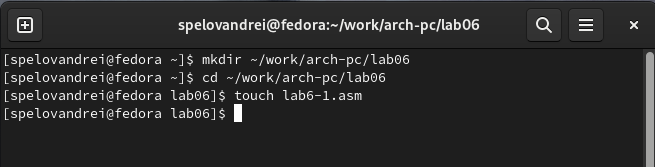 spelovandrei@fedora:~/work/arch-pc/lab06
[spelovandrei@fedora ~]$ mkdir ~/work/arch-pc/lab06
[spelovandrei@fedora ~]$ cd ~/work/arch-pc/lab06
[spelovandrei@fedora lab06]$ touch lab6-1.asm
[spelovandrei@fedora lab06]$